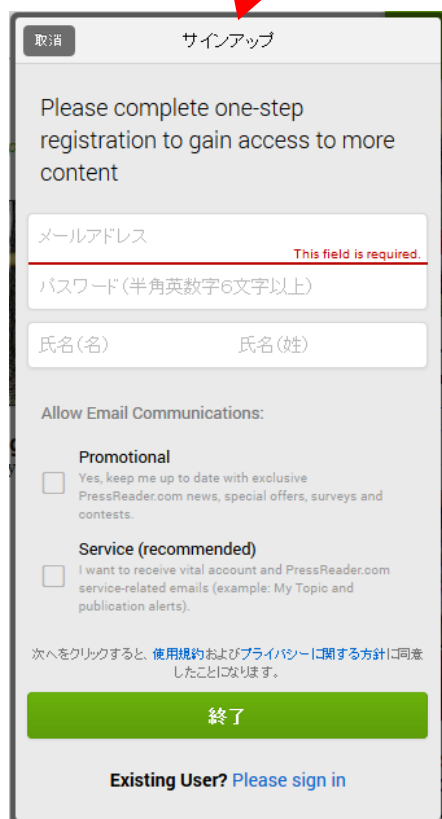 取消 サインアップ
Please complete one-step
registration to gain access to more
content
メールアドレス
This field is required.
パスワード(半角英数字6文字以上)
氏名(名) 氏名(姓)
Allow Email Communications:
Promotional
Yes, keep me up to date with exclusive
PressReader.com news, special offers, surveys and
contests.
Service (recommended)
I want to receive vital account and PressReader.com
service-related emails (example: My Topic and
publication alerts).
次へをクリックすると、使用規約およびプライバシーに関する方針に同意
したことになります。
終了
Existing User? Please sign in